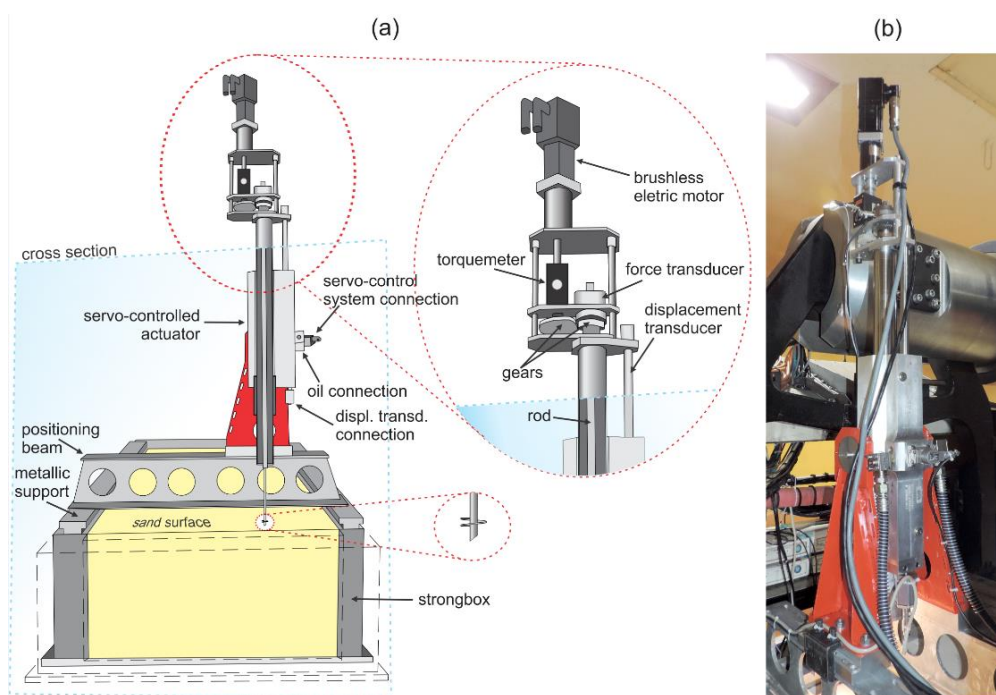 (a)
(b)
brushless
eletric motor
cross section
torquemeter
force transducer
servo-control
system connection
displacement
transducer
servo-controlled
actuator
gears
oil connection
rod
displ. transd.
connection
positioning
beam
metallic
support
sand surface
strongbox